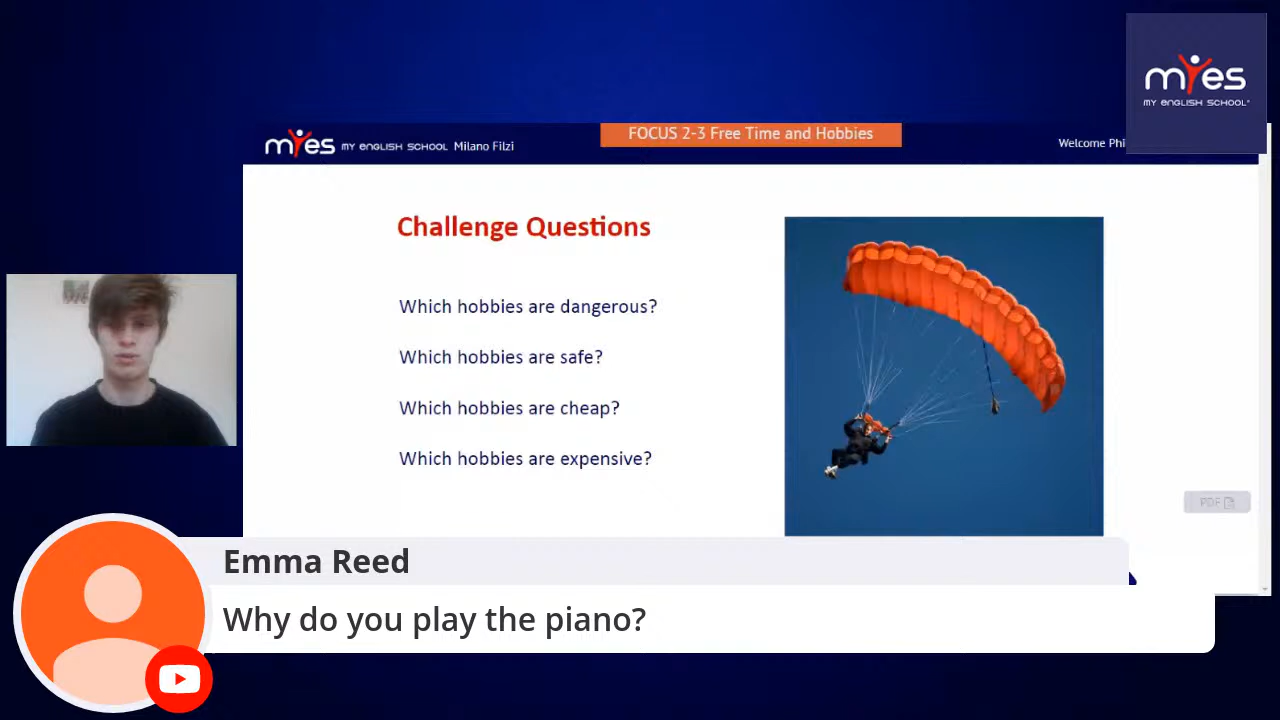 myes
MY ENGLISH SCHOOL
myes MY ENGLISH SCHOOL Milano Filzi
FOCUS 2-3 Free Time and Hobbies
Welcome Phi
Challenge Questions
Which hobbies are dangerous?
Which hobbies are safe?
Which hobbies are cheap?
Which hobbies are expensive?
PDF
Emma Reed
Why do you play the piano?